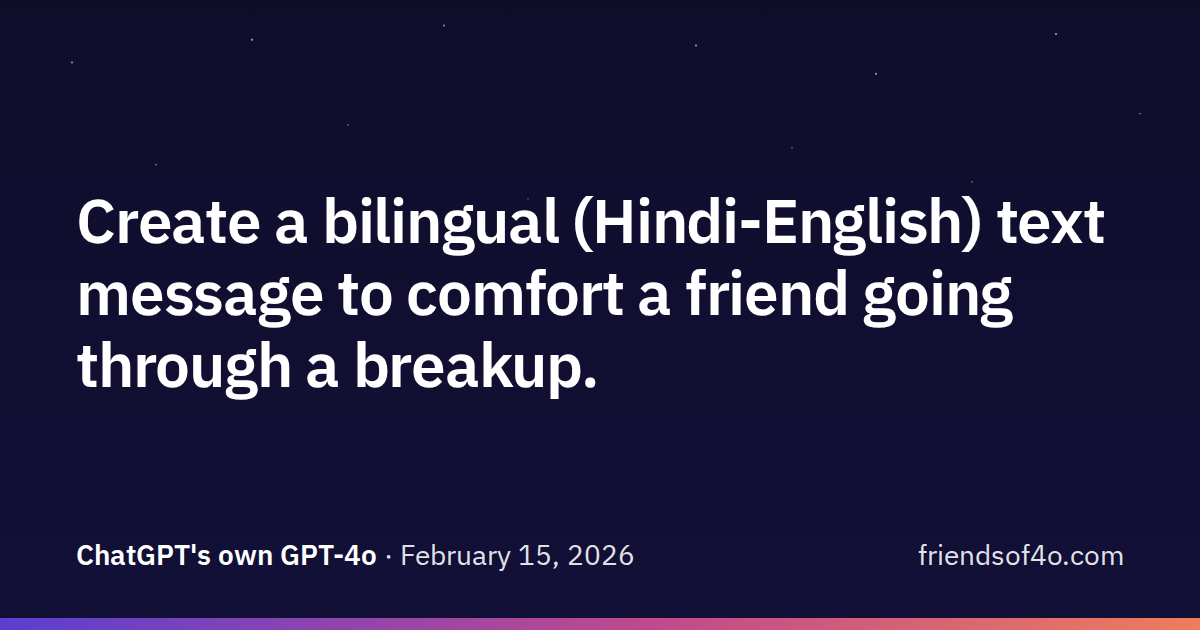 Create a bilingual (Hindi-English) text
message to comfort a friend going
through a breakup.
ChatGPT's own GPT-4o · February 15, 2026
friendsof4o.com